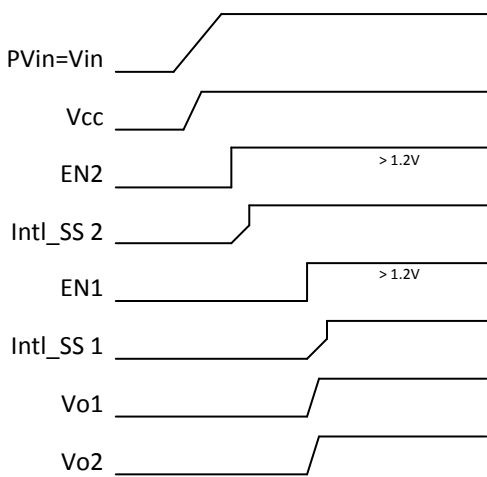 PVin=Vin
Vcc
EN2
> 1.2V
Intl_SS 2
EN1
> 1.2V
Intl_SS 1
Vo1
Vo2